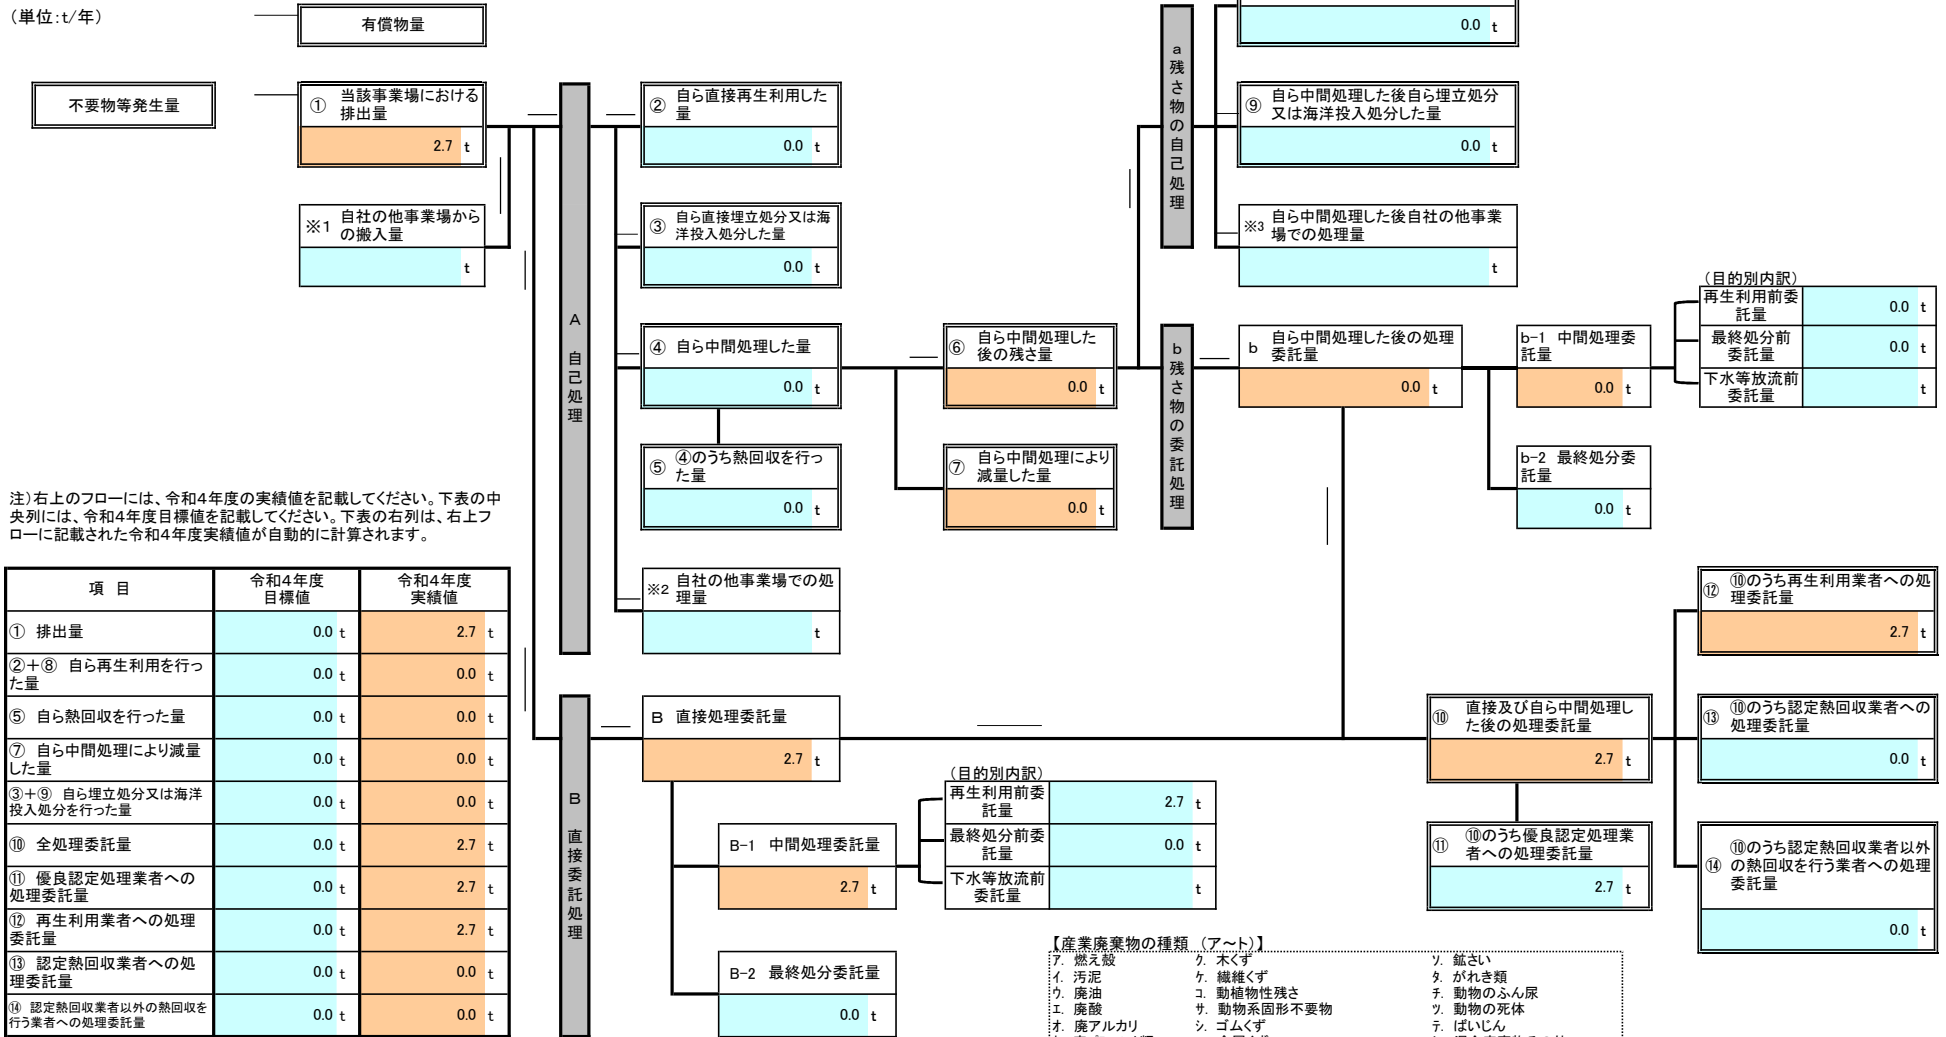 (単位:t/年)
有償物量
不要物等発生量
① 当該事業場における
排出量
2.7 t
※1 自社の他事業場から
の搬入量
t
A 自己処理
② 自ら直接再生利用した
量
0.0 t
③ 自ら直接埋立処分又は海
洋投入処分した量
0.0 t
④ 自ら中間処理した量
0.0 t
⑤ ④のうち熱回収を行っ
た量
0.0 t
※2 自社の他事業場での処
理量
t
⑥ 自ら中間処理した
後の残さ量
0.0 t
⑦ 自ら中間処理により
減量した量
0.0 t
a 残さ物の自己処理
0.0 t
⑨ 自ら中間処理した後自ら埋立処分
又は海洋投入処分した量
0.0 t
※3 自ら中間処理した後自社の他事業
場での処理量
t
b 残さ物の委託処理
b 自ら中間処理した後の処理
委託量
0.0 t
b-1 中間処理委
託量
0.0 t
b-2 最終処分委
託量
0.0 t
(目的別内訳)
再生利用前委
託量
0.0 t
最終処分前
委託量
0.0 t
下水等放流前
委託量
t
注)右上のフローには、令和4年度の実績値を記載してください。下表の中
央列には、令和4年度目標値を記載してください。下表の右列は、右上フ
ローに記載された令和4年度実績値が自動的に計算されます。
項 目 令和4年度 目標値 令和4年度 実績値
① 排出量 0.0 t 2.7 t
②+⑧ 自ら再生利用を行っ
た量 0.0 t 0.0 t
⑤ 自ら熱回収を行った量 0.0 t 0.0 t
⑦ 自ら中間処理により減量
した量 0.0 t 0.0 t
③+⑨ 自ら埋立処分又は海洋
投入処分を行った量 0.0 t 0.0 t
⑩ 全処理委託量 0.0 t 2.7 t
⑪ 優良認定処理業者への
処理委託量 0.0 t 2.7 t
⑫ 再生利用業者への処理
委託量 0.0 t 2.7 t
⑬ 認定熱回収業者への処
理委託量 0.0 t 0.0 t
⑭ 認定熱回収業者以外の熱回収を
行う業者への処理委託量 0.0 t 0.0 t
B 直接委託処理
B 直接処理委託量
2.7 t
B-1 中間処理委託量
2.7 t
B-2 最終処分委託量
0.0 t
(目的別内訳)
再生利用前委
託量
2.7 t
最終処分前委
託量
0.0 t
下水等放流前
委託量
t
⑩ 直接及び自ら中間処理し
た後の処理委託量
2.7 t
⑪ ⑩のうち優良認定処理業
者への処理委託量
2.7 t
⑫ ⑩のうち再生利用業者への処
理委託量
2.7 t
⑬ ⑩のうち認定熱回収業者への
処理委託量
0.0 t
⑭ ⑩のうち認定熱回収業者以外
の熱回収を行う業者への処理
委託量
0.0 t
【産業廃棄物の種類 (ア~ト)】
ア. 燃え殻 ク. 木くず ソ. 鉱さい
イ. 汚泥 ケ. 繊維くず タ. がれき類
ウ. 廃油 コ. 動植物性残さ チ. 動物のふん尿
エ. 廃酸 サ. 動物系固形不要物 ツ. 動物の死体
オ. 廃アルカリ シ. ゴムくず テ. ばいじん